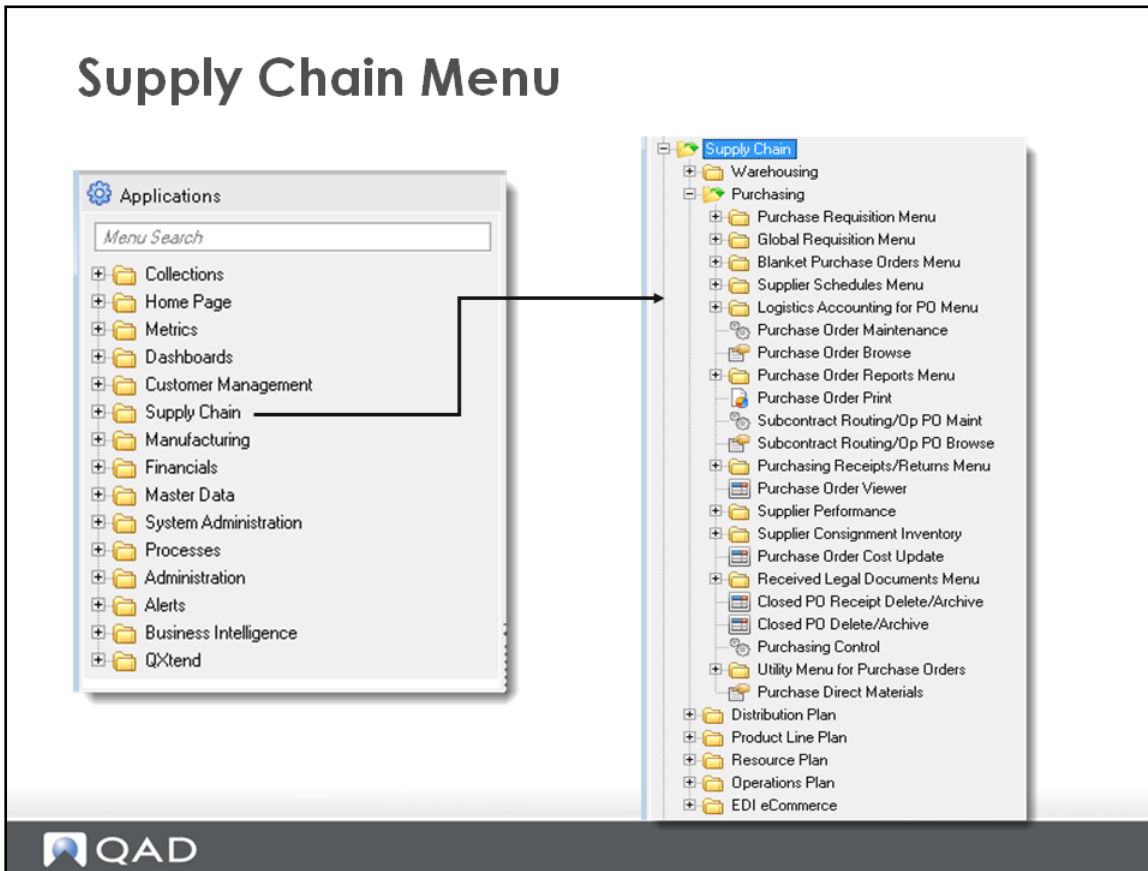 Supply Chain Menu
Applications
Menu Search
Collections
Home Page
Metrics
Dashboards
Customer Management
Supply Chain
Manufacturing
Financials
Master Data
System Administration
Processes
Administration
Alerts
Business Intelligence
QXtend
Supply Chain
Warehousing
Purchasing
Purchase Requisition Menu
Global Requisition Menu
Blanket Purchase Orders Menu
Supplier Schedules Menu
Logistics Accounting for PO Menu
Purchase Order Maintenance
Purchase Order Browse
Purchase Order Reports Menu
Purchase Order Print
Subcontract Routing/Op PO Maint
Subcontract Routing/Op PO Browse
Purchasing Receipts/Returns Menu
Purchase Order Viewer
Supplier Performance
Supplier Consignment Inventory
Purchase Order Cost Update
Received Legal Documents Menu
Closed PO Receipt Delete/Archive
Closed PO Delete/Archive
Purchasing Control
Utility Menu for Purchase Orders
Purchase Direct Materials
Distribution Plan
Product Line Plan
Resource Plan
Operations Plan
EDI eCommerce
QAD